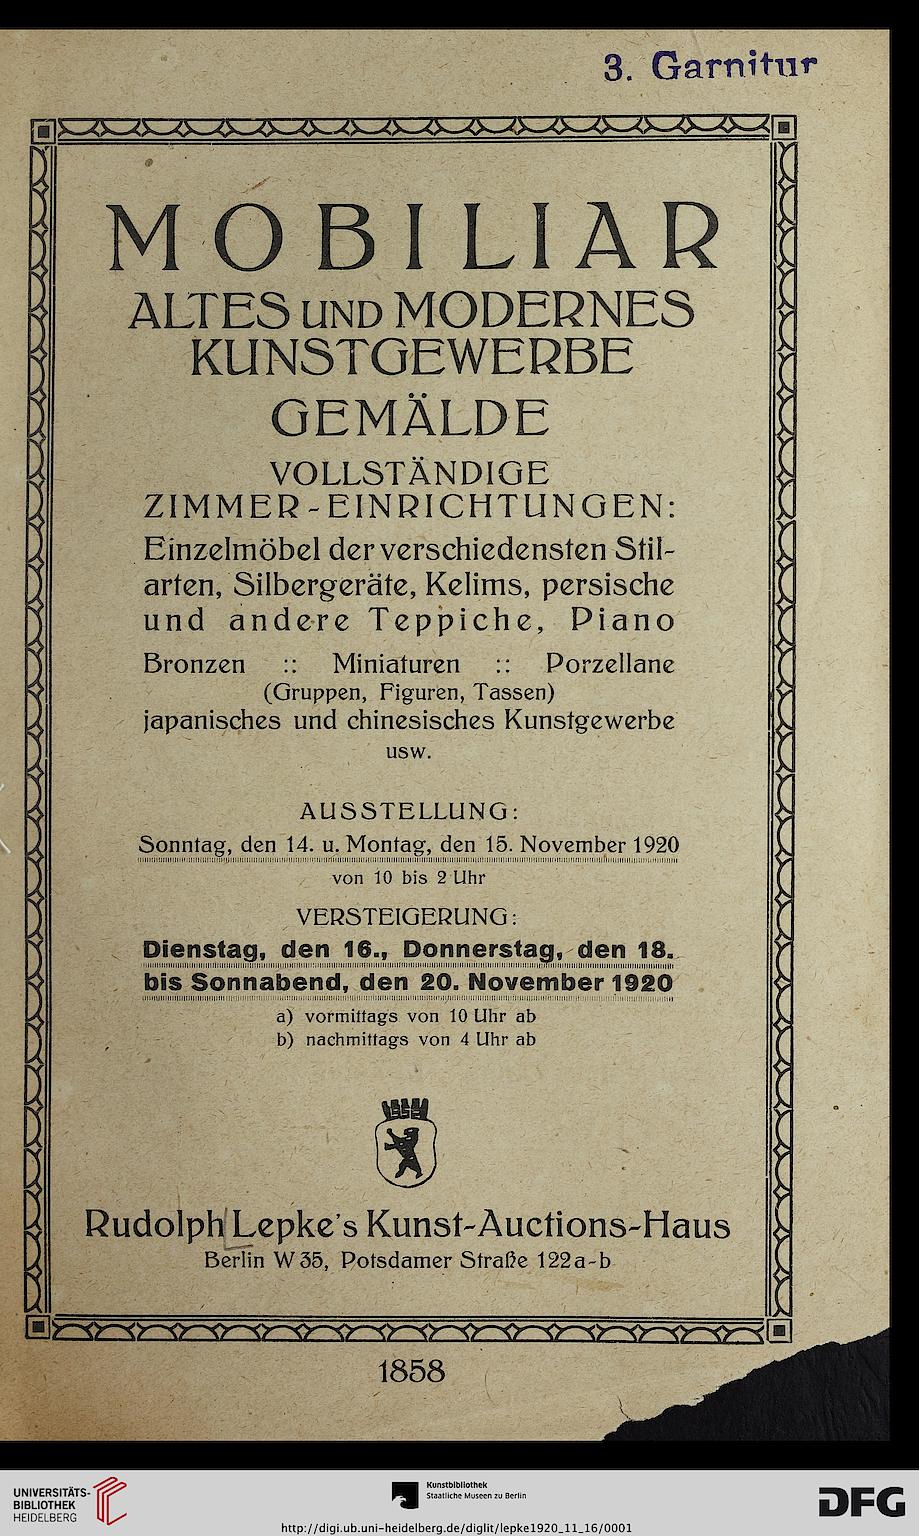 3. Garnitur
MOBILIAR
ALTES UND MODERNES
KUNSTGEWERBE
GEMÄLDE
VOLLSTÄNDIGE
ZIMMER-EINRICHTUNGEN:
Einzelmöbel der verschiedensten Stil-
arten, Silbergeräte, Kelims, persische
und andere Teppiche, Piano
Bronzen :: Miniaturen :: Porzellane
(Gruppen, Figuren, Tassen)
japanisches und chinesisches Kunstgewerbe
usw.
AUSSTELLUNG:
Sonntag, den 14. u. Montag, den 15. November 1920
von 10 bis 2 Uhr
VERSTEIGERUNG:
Dienstag, den 16., Donnerstag, den 18.
bis Sonnabend, den 20. November 1920
a) vormittags von 10 Uhr ab
b) nachmittags von 4 Uhr ab
Rudolph Lepke's Kunst-Auctions-Haus
Berlin W 35, Potsdamer Straße 122 a-b
1858
UNIVERSITÄTS-
BIBLIOTHEK
HEIDELBERG
Kunstbibliothek
Staatliche Museen zu Berlin
http://digi.ub.uni-heidelberg.de/diglit/lepke1920_11_16/0001
DFG